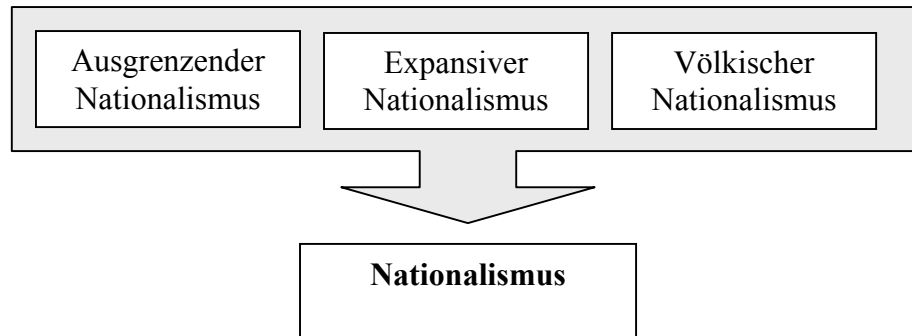 Ausgrenzender
Nationalismus
Expansiver
Nationalismus
Völkischer
Nationalismus
Nationalismus